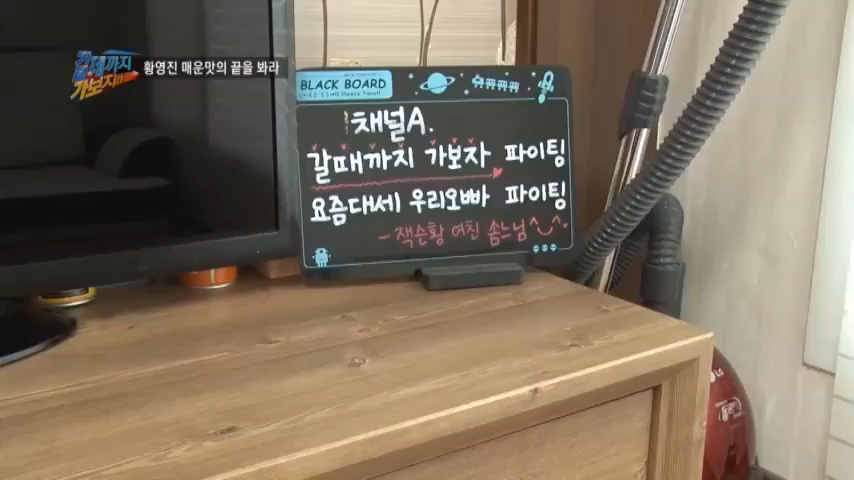 갈때까지
가보자!!
황영진 매운맛의 끝을 봐라
BLACK BOARD
채널A.
갈때까지 가보자 파이팅
요즘대세 우리오빠 파이팅
-잭슨황 여친 솜느님^_^.
LG